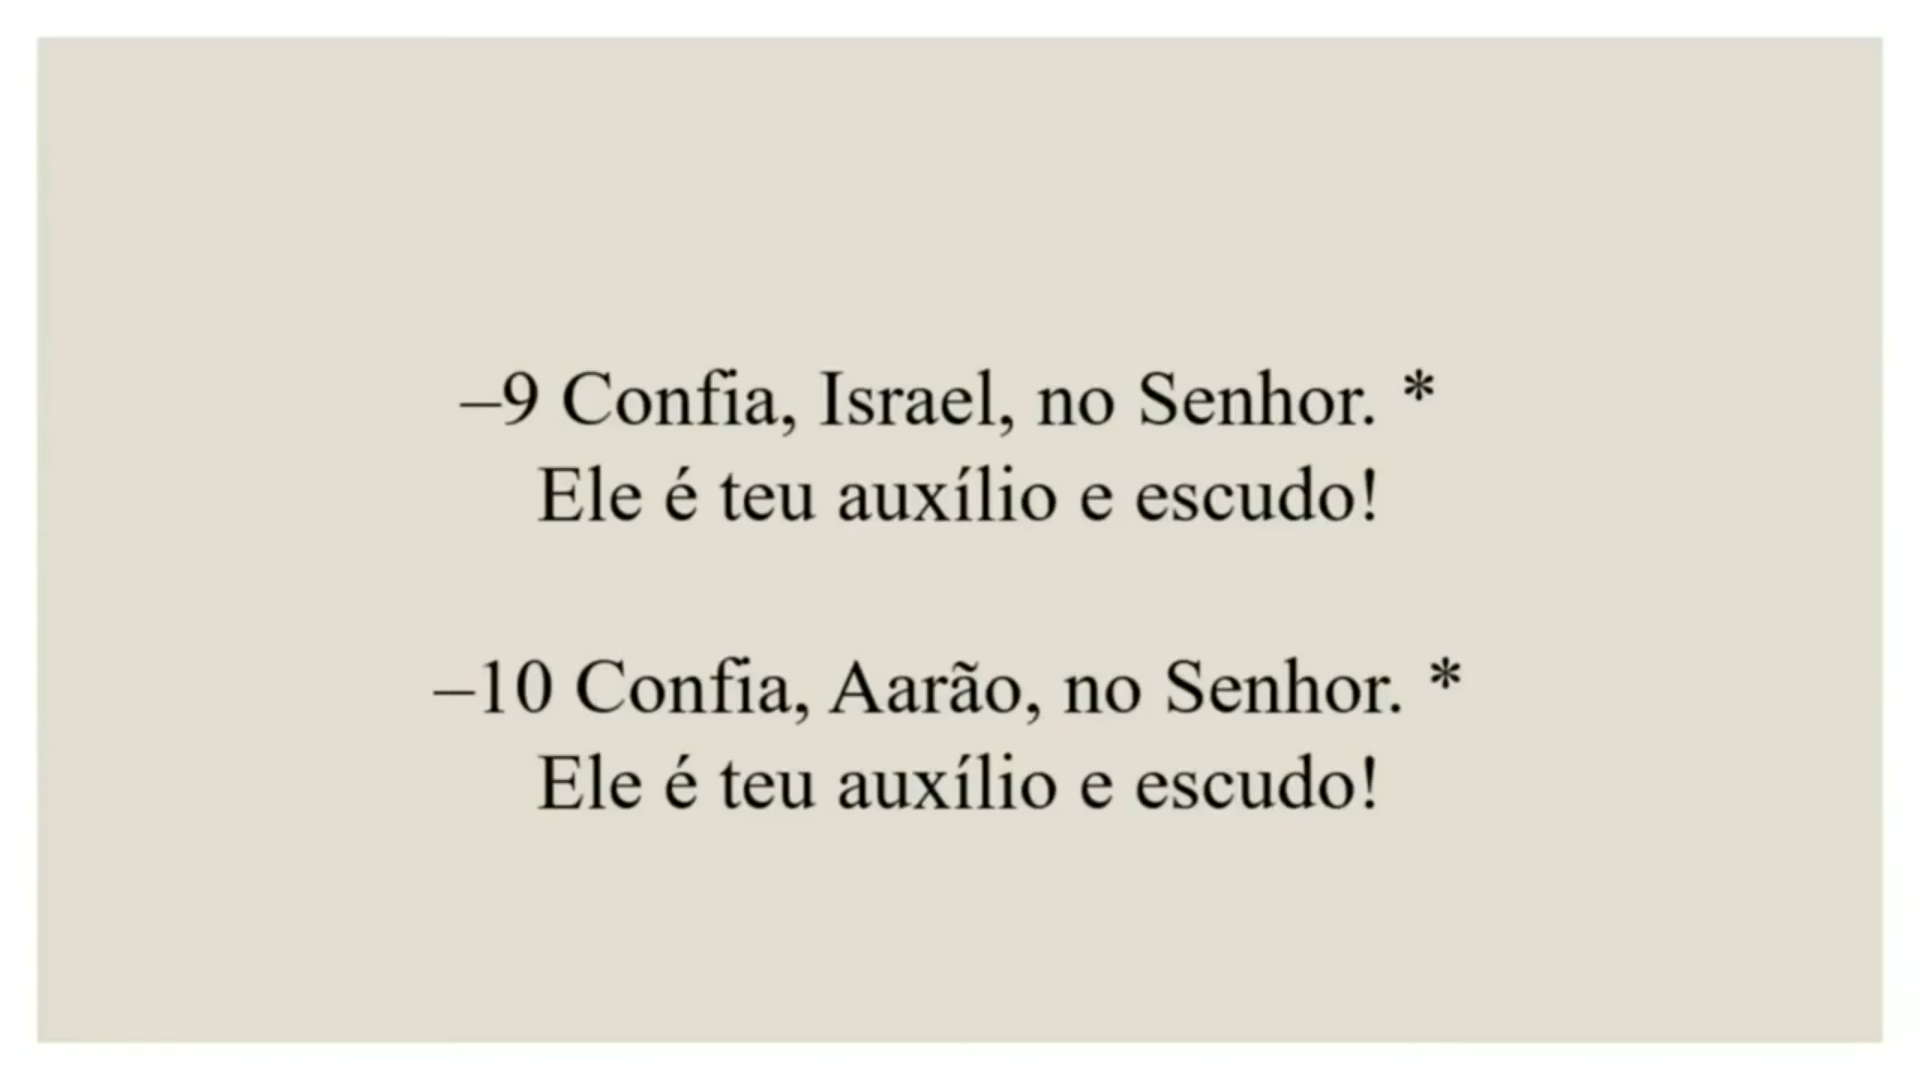 –9 Confia, Israel, no Senhor. *
Ele é teu auxílio e escudo!
–10 Confia, Aarão, no Senhor. *
Ele é teu auxílio e escudo!